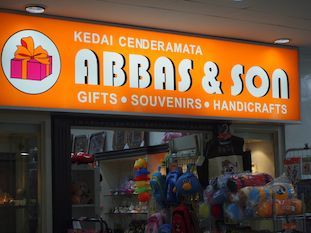 KEDAI CENDERAMATA
ABBAS & SON
GIFTS • SOUVENIRS • HANDICRAFTS